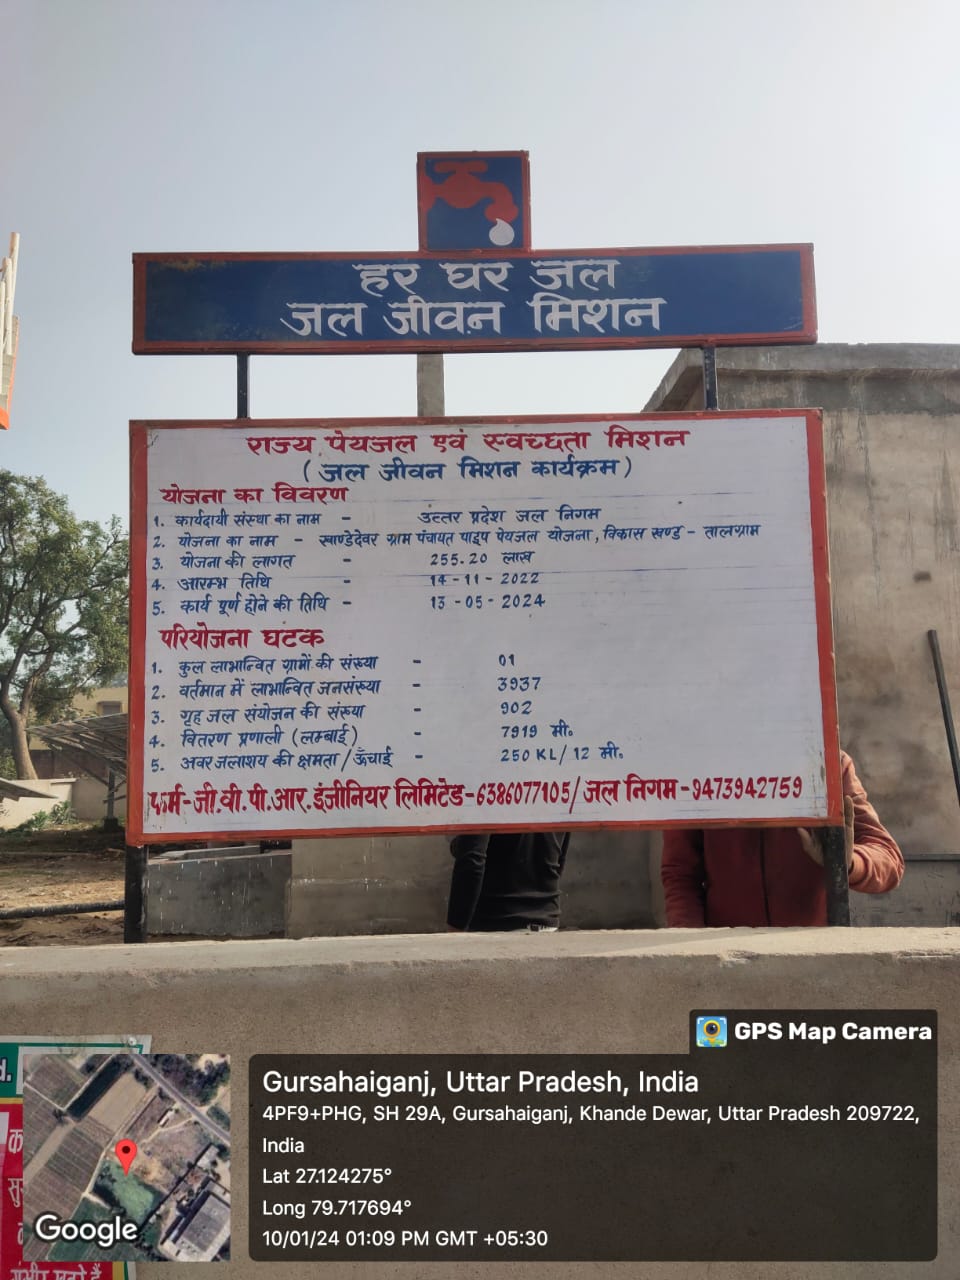 हर घर जल
जल जीवन मिशन
राज्य पेयजल एवं स्वच्छता मिशन
(जल जीवन मिशन कार्यक्रम)
योजना का विवरण
1. कार्यदायी संस्था का नाम - उत्तर प्रदेश जल निगम
2. योजना का नाम - खाण्डेदेवर ग्राम पंचायत पाइप पेयजल योजना, विकास खण्ड - तालग्राम
3. योजना की लागत - 255.20 लाख
4. आरम्भ तिथि - 14-11-2022
5. कार्य पूर्ण होने की तिथि - 13-05-2024
परियोजना घटक
1. कुल लाभान्वित ग्रामों की संख्या - 01
2. वर्तमान में लाभान्वित जनसंख्या - 3937
3. गृह जल संयोजन की संख्या - 902
4. वितरण प्रणाली (लम्बाई) - 7919 मी०
5. अवर जलाशय की क्षमता/ऊँचाई - 250 KL/12 मी०
फर्म-जी.वी.पी.आर.इंजीनियर लिमिटेड-6386077105/जल निगम-9473942759
GPS Map Camera
Gursahaiganj, Uttar Pradesh, India
4PF9+PHG, SH 29A, Gursahaiganj, Khande Dewar, Uttar Pradesh 209722,
India
Lat 27.124275°
Long 79.717694°
10/01/24 01:09 PM GMT +05:30
Google